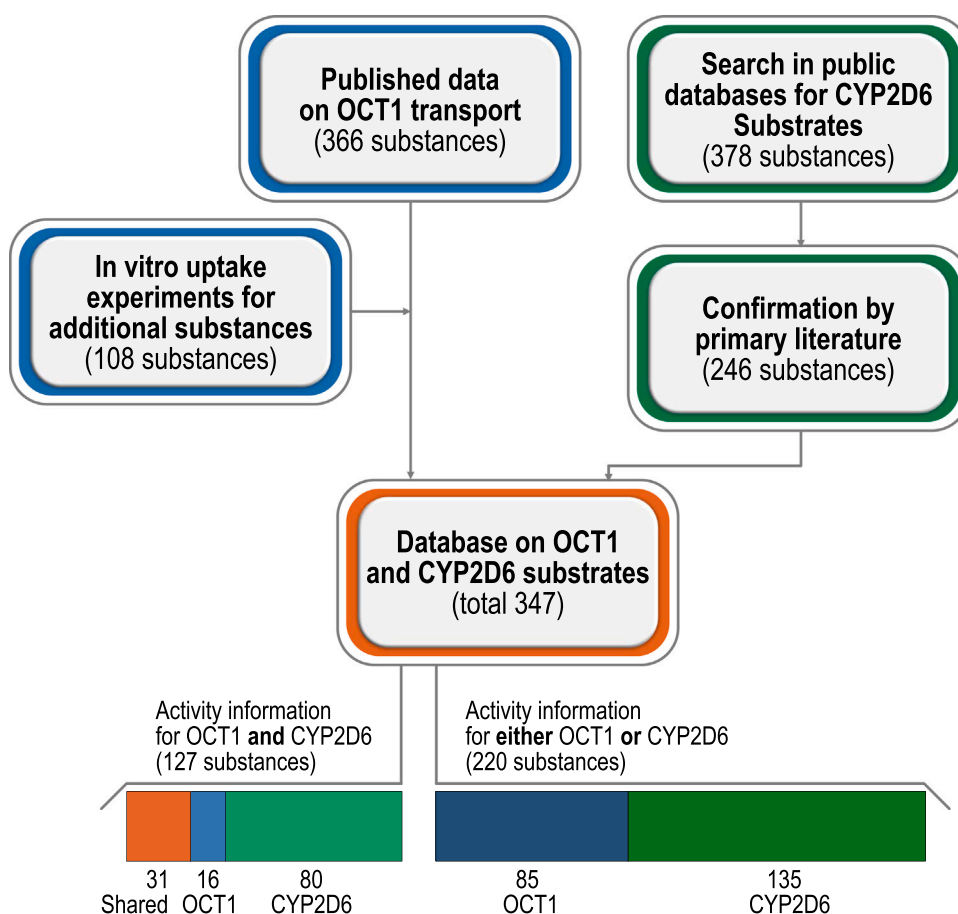 Published data
on OCT1 transport
(366 substances)
Search in public
databases for CYP2D6
Substrates
(378 substances)
In vitro uptake
experiments for
additional substances
(108 substances)
Confirmation by
primary literature
(246 substances)
Database on OCT1
and CYP2D6 substrates
(total 347)
Activity information
for OCT1 and CYP2D6
(127 substances)
Activity information
for either OCT1 or CYP2D6
(220 substances)
31 16 80 85 135
Shared OCT1 CYP2D6 OCT1 CYP2D6